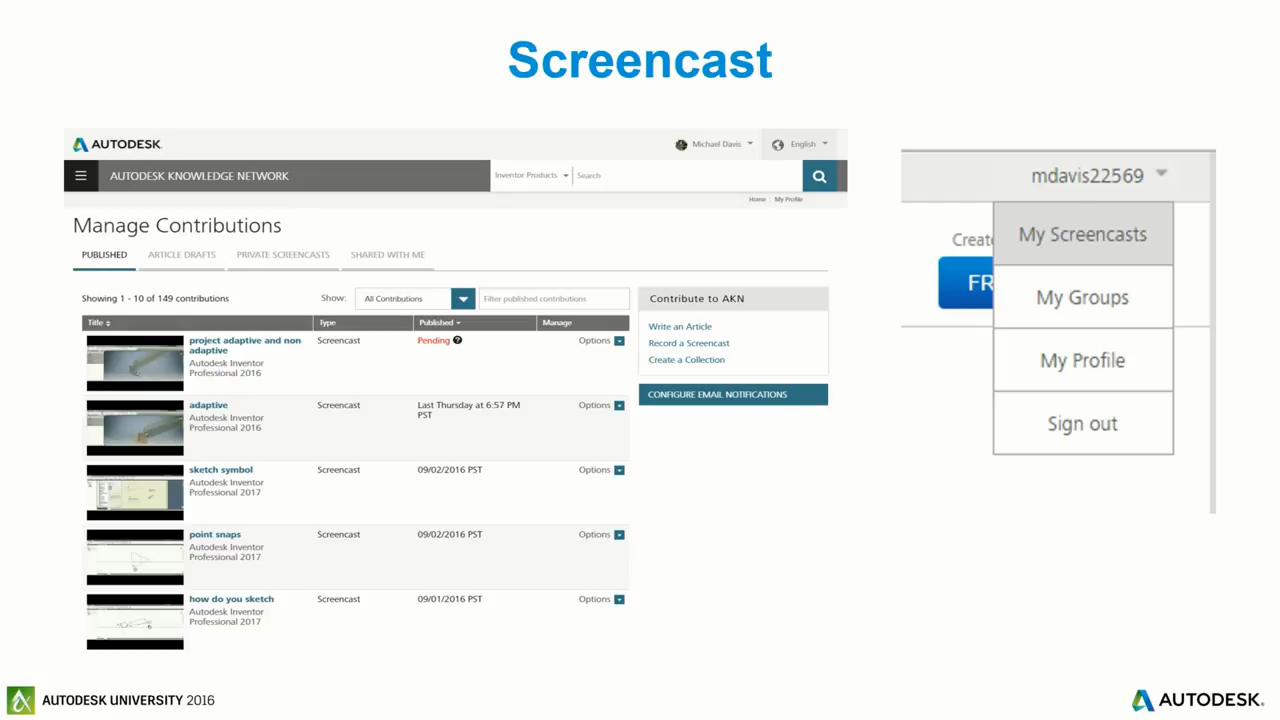 Screencast
AUTODESK.
Michael Davis
English
AUTODESK KNOWLEDGE NETWORK
Inventor Products
Search
Home : My Profile
Manage Contributions
PUBLISHED
ARTICLE DRAFTS
PRIVATE SCREENCASTS
SHARED WITH ME
Showing 1 - 10 of 149 contributions
Show:
All Contributions
Filter published contributions
Title
Type
Published
Manage
project adaptive and non
adaptive
Autodesk Inventor
Professional 2016
Screencast
Pending ?
Options
adaptive
Autodesk Inventor
Professional 2016
Screencast
Last Thursday at 6:57 PM
PST
Options
sketch symbol
Autodesk Inventor
Professional 2017
Screencast
09/02/2016 PST
Options
point snaps
Autodesk Inventor
Professional 2017
Screencast
09/02/2016 PST
Options
how do you sketch
Autodesk Inventor
Professional 2017
Screencast
09/01/2016 PST
Options
Contribute to AKN
Write an Article
Record a Screencast
Create a Collection
CONFIGURE EMAIL NOTIFICATIONS
mdavis22569
Create
FR
My Screencasts
My Groups
My Profile
Sign out
AUTODESK UNIVERSITY 2016
AUTODESK.